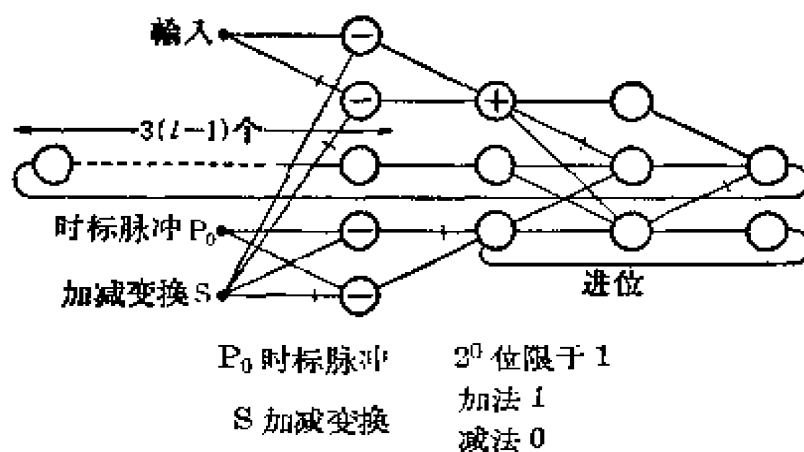 輸入
3(l-1)个
时标脉冲 P₀
加减变换 S
进位
P₀ 时标脉冲 2⁰ 位限于 1
S 加减变换 加法 1
减法 0